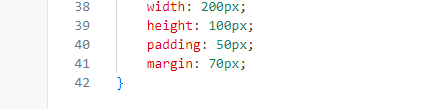 38 width: 200px;
39 height: 100px;
40 padding: 50px;
41 margin: 70px;
42 }